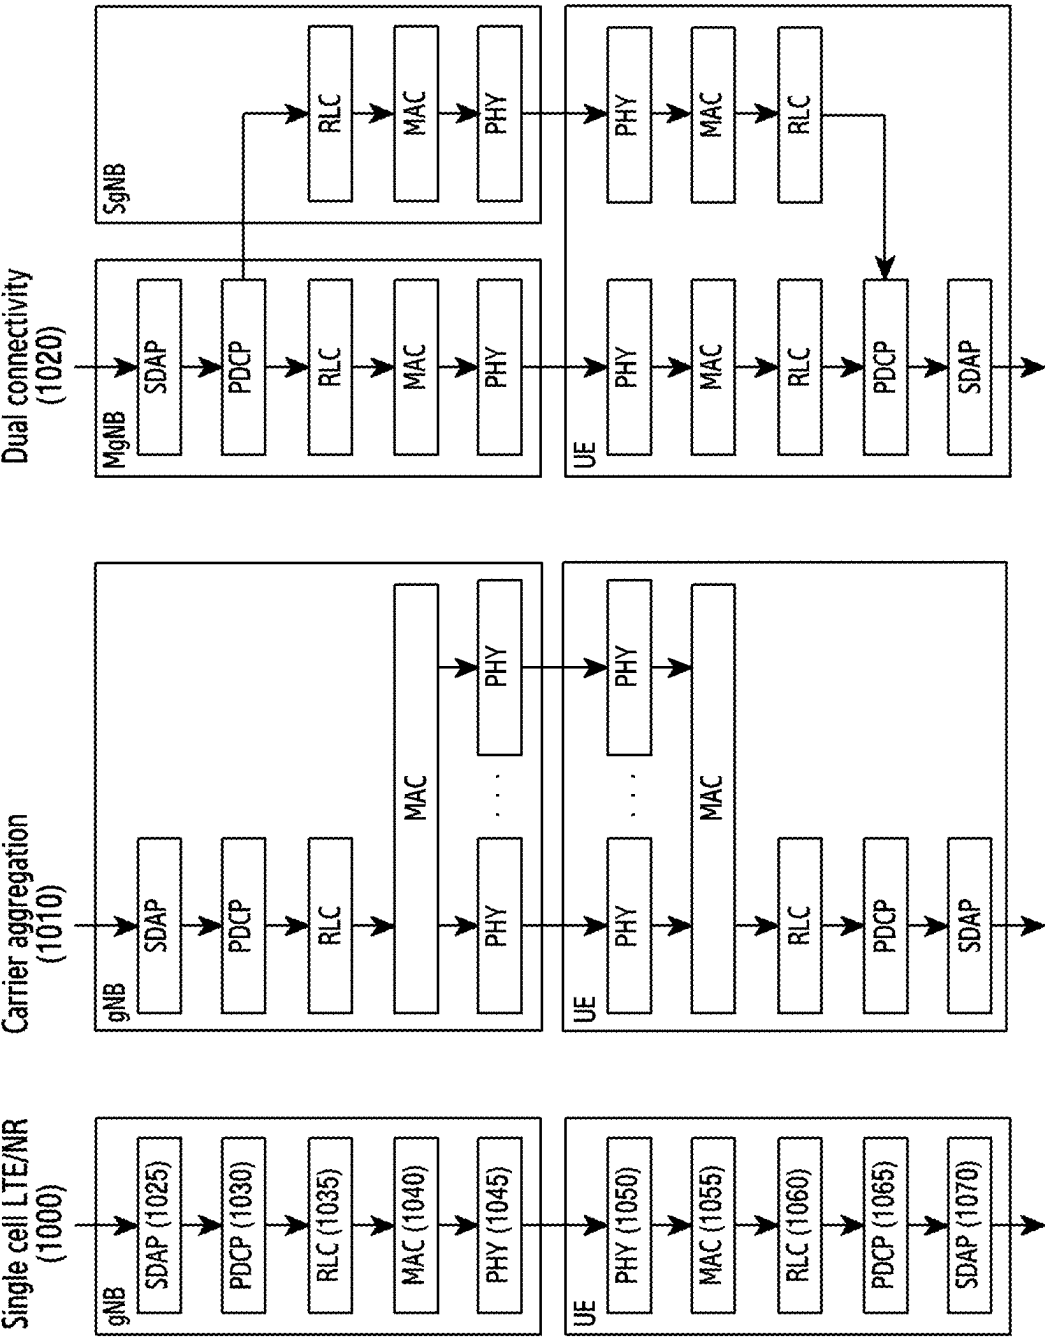 Single cell LTE/NR
(1000)
gNB
SDAP (1025)
PDCP (1030)
RLC (1035)
MAC (1040)
PHY (1045)
UE
PHY (1050)
MAC (1055)
RLC (1060)
PDCP (1065)
SDAP (1070)
Carrier aggregation
(1010)
gNB
SDAP
PDCP
RLC
MAC
PHY
. . .
PHY
UE
PHY
. . .
PHY
MAC
RLC
PDCP
SDAP
Dual connectivity
(1020)
MgNB
SDAP
PDCP
RLC
MAC
PHY
SgNB
RLC
MAC
PHY
UE
PHY
MAC
RLC
PDCP
SDAP
PHY
MAC
RLC